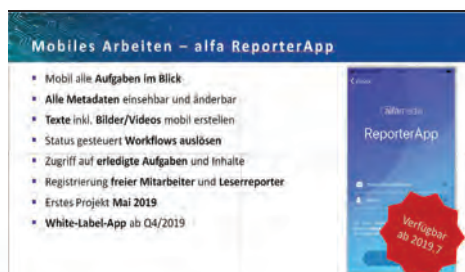 Mobiles Arbeiten – alfa ReporterApp
Mobil alle Aufgaben im Blick
Alle Metadaten einsehbar und änderbar
Texte inkl. Bilder/Videos mobil erstellen
Status gesteuert Workflows auslösen
Zugriff auf erledigte Aufgaben und Inhalte
Registrierung freier Mitarbeiter und Leserreporter
Erstes Projekt Mai 2019
White-Label-App ab Q4/2019
ReporterApp
Verfügbar
ab 2019.7